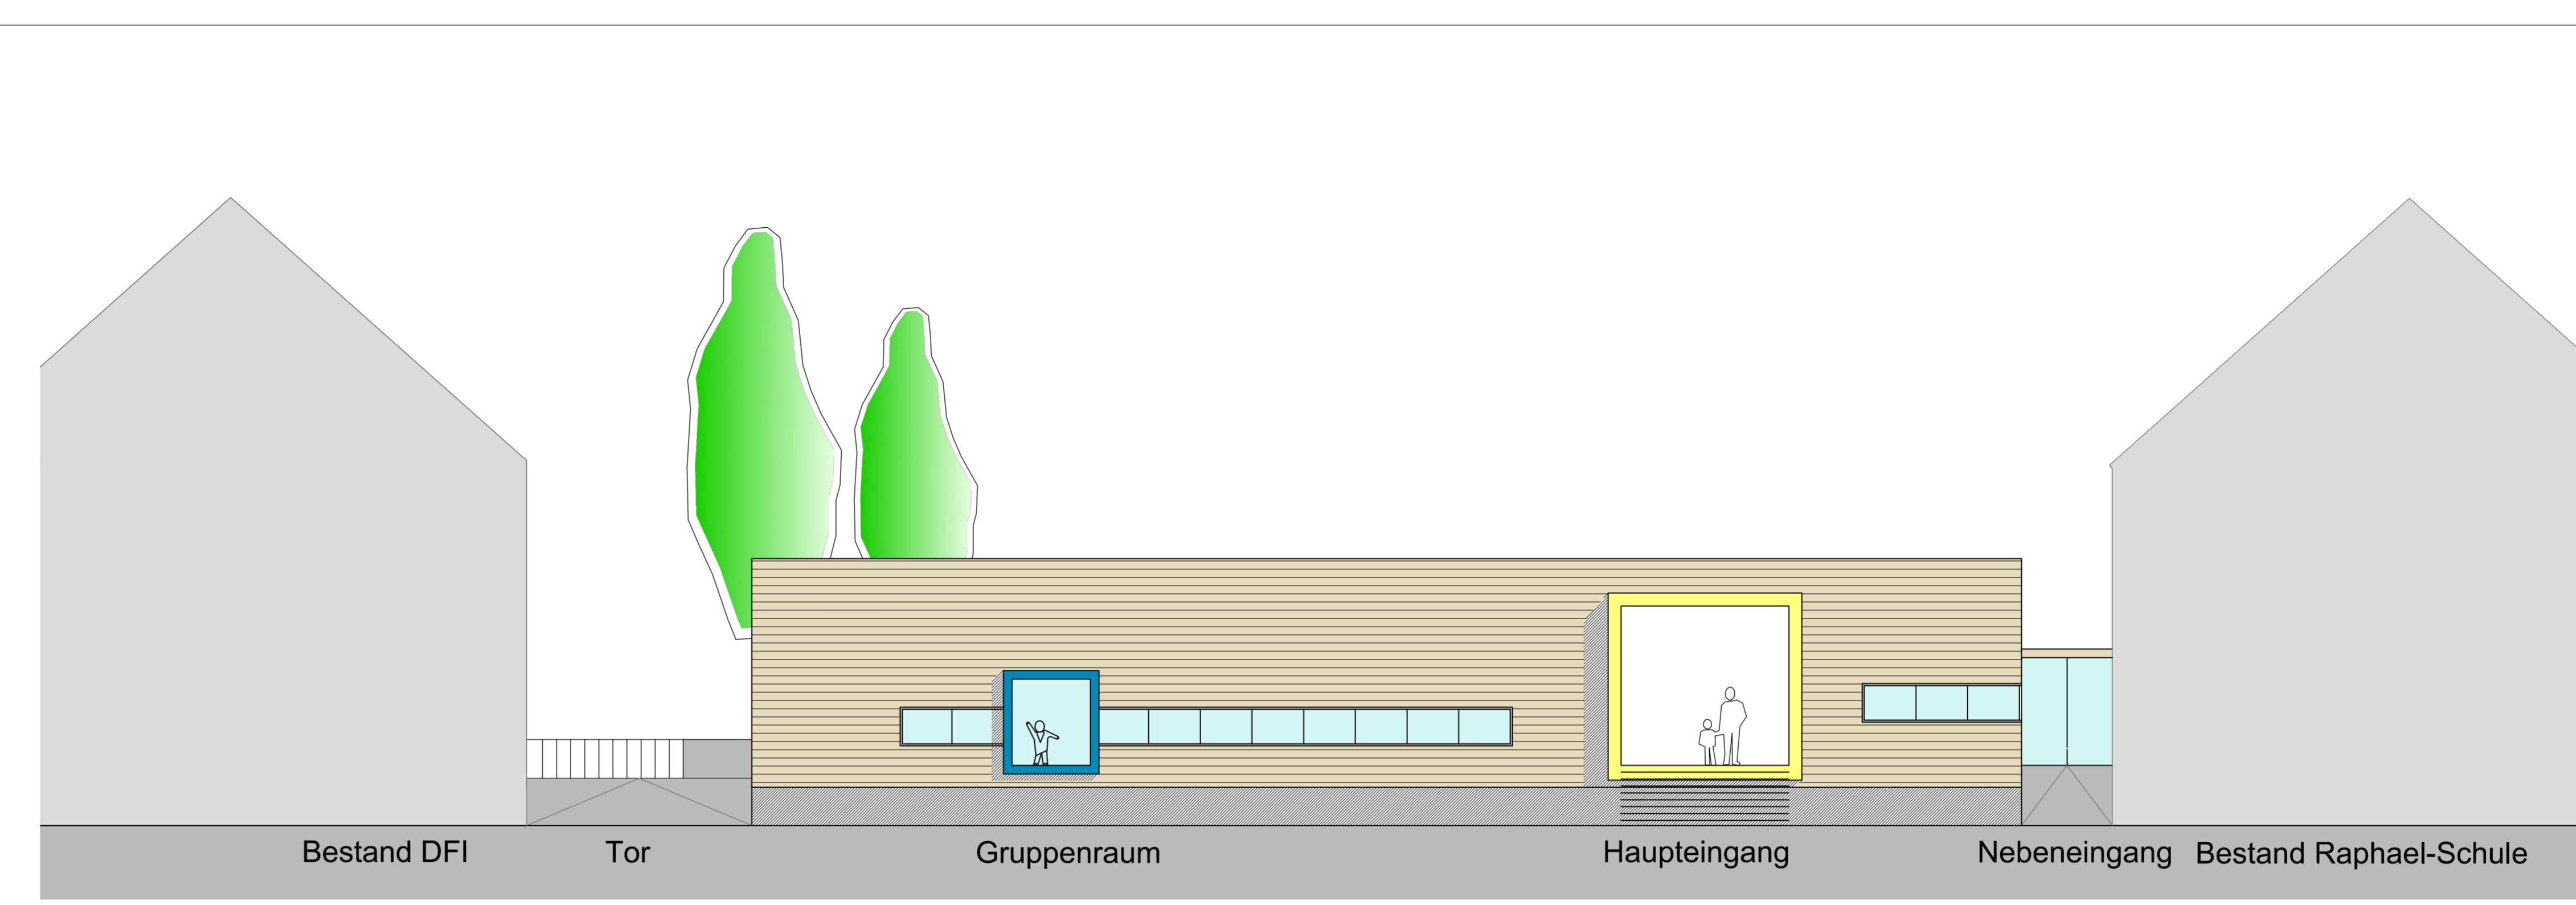 Bestand DFI
Tor
Gruppenraum
Haupteingang
Nebeneingang
Bestand Raphael-Schule